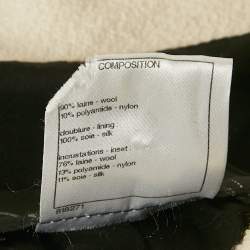 COMPOSITION
90% laine - wool
10% polyamide - nylon
doublure - lining
100% soie - silk
incrustations - inset
76% laine - wool
13% polyamide - nylon
11% soie - silk